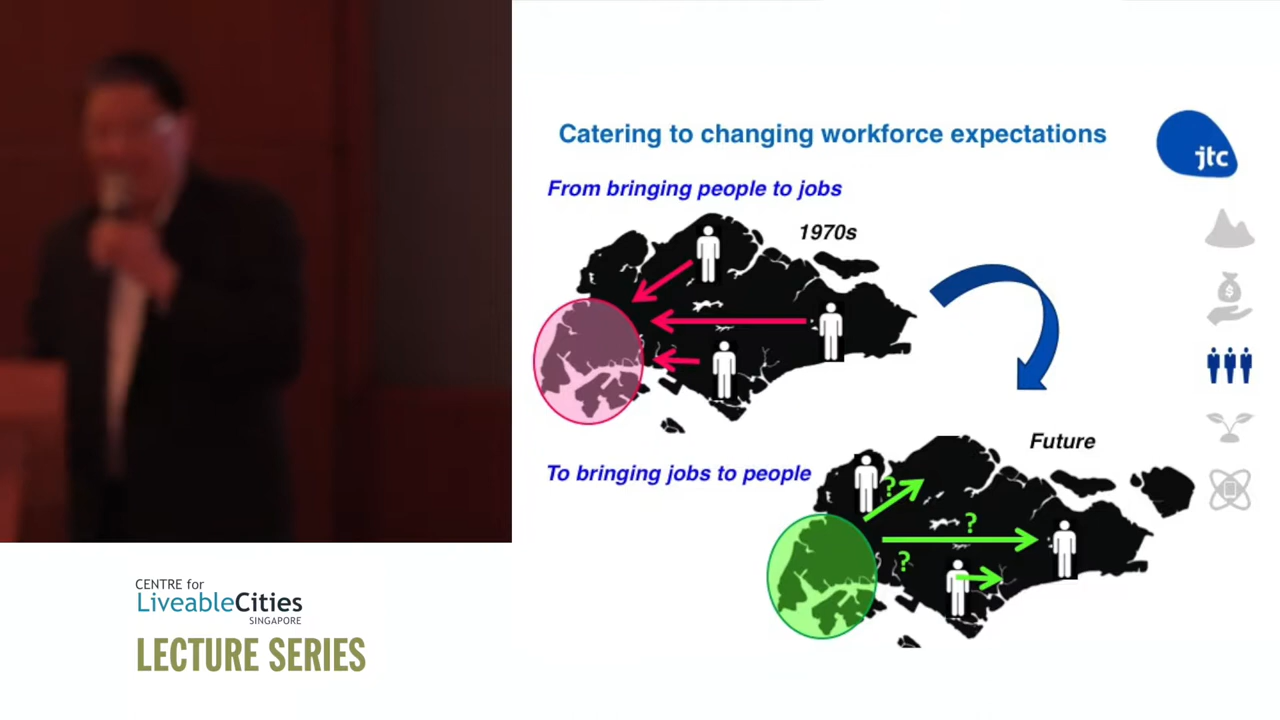 Catering to changing workforce expectations
jtc
From bringing people to jobs
1970s
$
Future
To bringing jobs to people
?
?
?
CENTRE for
LiveableCities
SINGAPORE
LECTURE SERIES